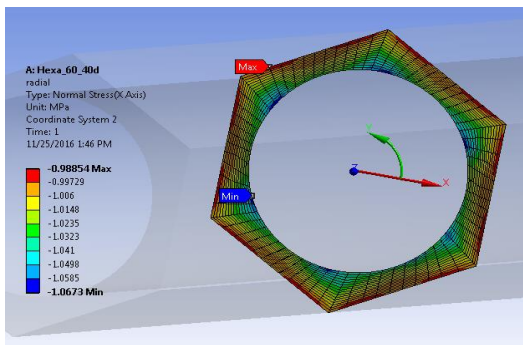 A: Hexa_60_40d
radial
Type: Normal Stress(X Axis)
Unit: MPa
Coordinate System 2
Time: 1
11/25/2016 1:46 PM
-0.98854 Max
-0.99729
-1.006
-1.0148
-1.0235
-1.0323
-1.041
-1.0498
-1.0585
-1.0673 Min
Max
Min
Y
Z
X